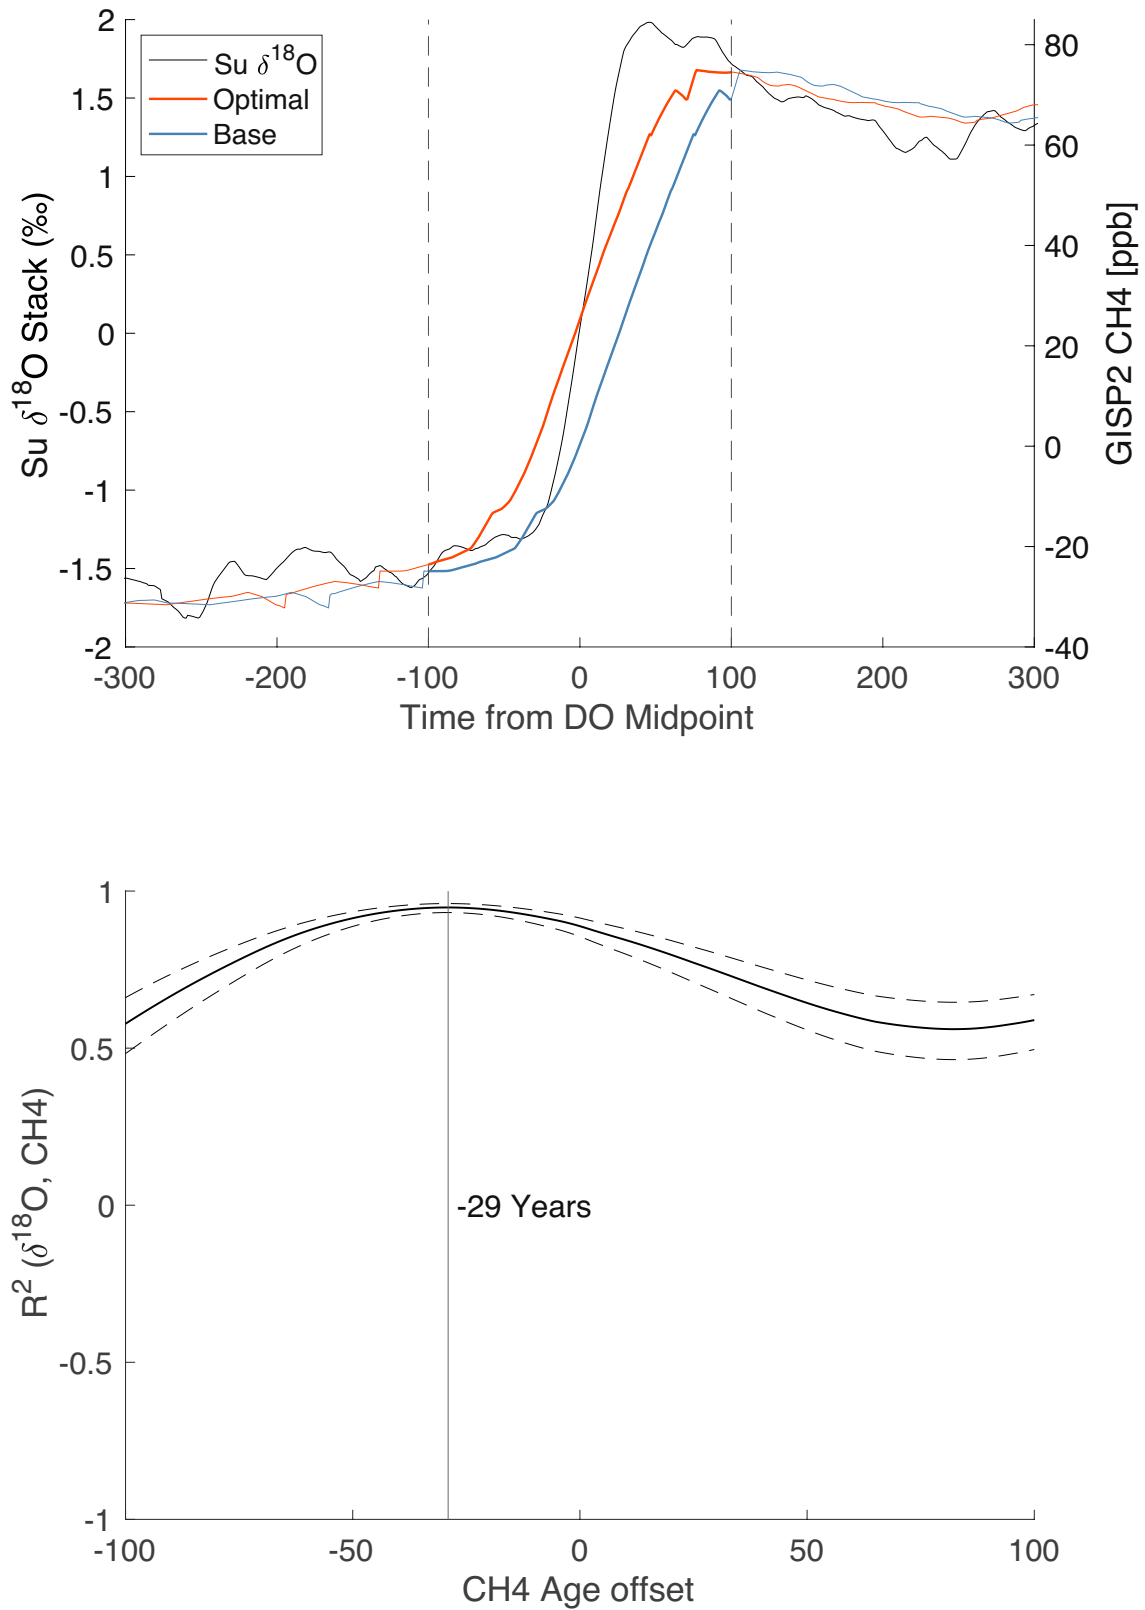 2
1.5
1
0.5
0
-0.5
-1
-1.5
-2
Su δ¹⁸O Stack (‰)
Su δ¹⁸O
Optimal
Base
80
60
40
20
0
-20
-40
GISP2 CH4 [ppb]
-300 -200 -100 0 100 200 300
Time from DO Midpoint
1
0.5
0
-0.5
-1
R² (δ¹⁸O, CH4)
-29 Years
-100 -50 0 50 100
CH4 Age offset